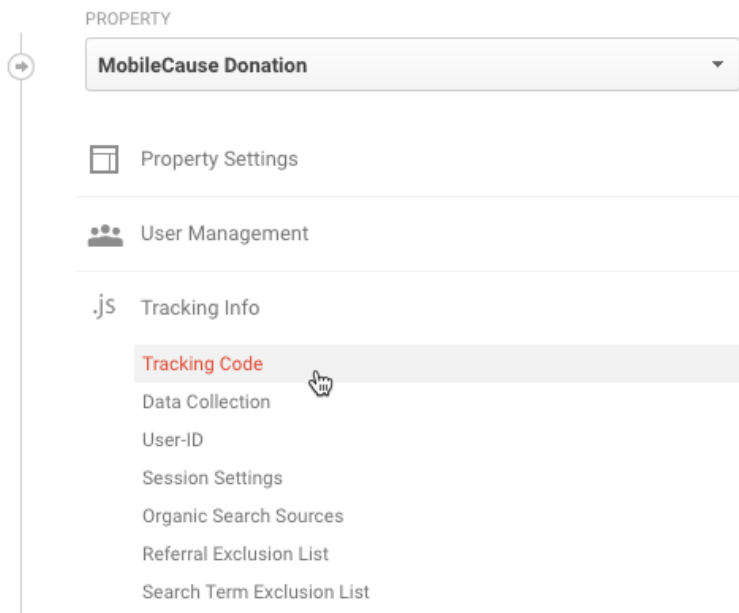 PROPERTY
MobileCause Donation
Property Settings
User Management
.js Tracking Info
Tracking Code
Data Collection
User-ID
Session Settings
Organic Search Sources
Referral Exclusion List
Search Term Exclusion List